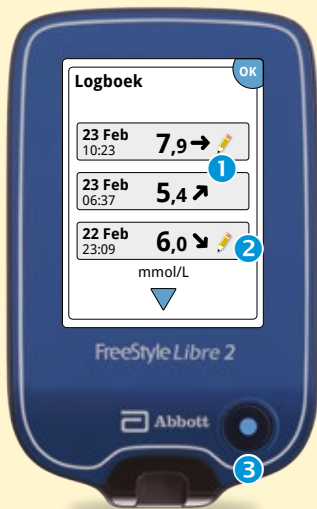 OK
Logboek
23 Feb
10:23
7,9
1
23 Feb
06:37
5,4
22 Feb
23:09
6,0
2
mmol/L
FreeStyle Libre 2
Abbott
3